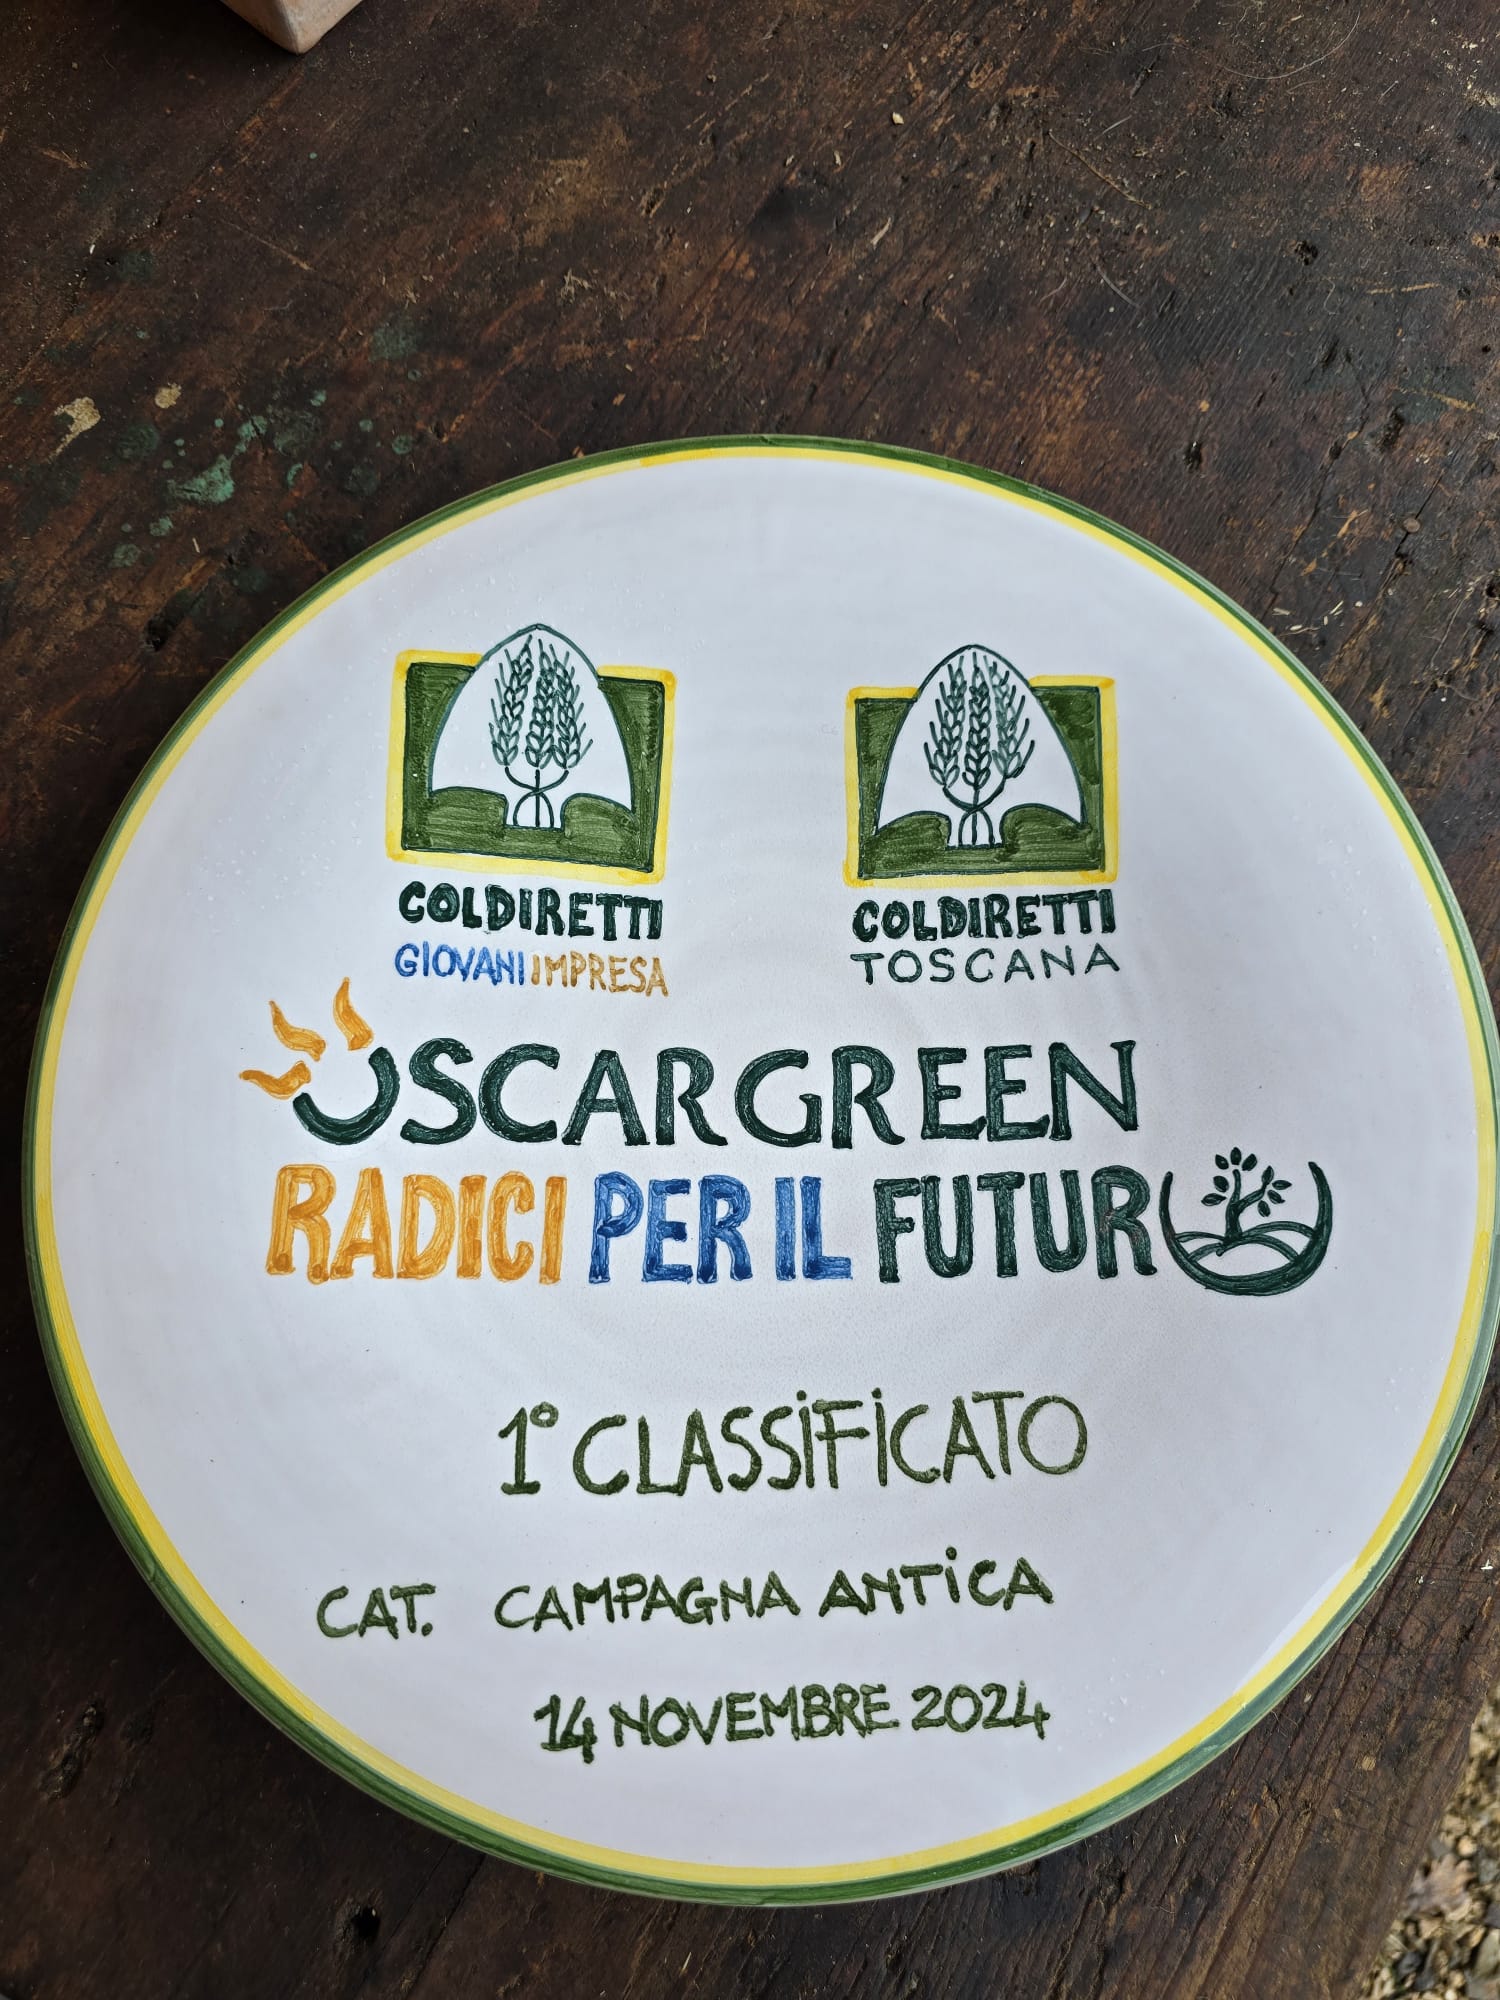 COLDIRETTI
GIOVANI IMPRESA
COLDIRETTI
TOSCANA
OSCARGREEN
RADICI PER IL FUTURO
1° CLASSIFICATO
CAT. CAMPAGNA ANTICA
14 NOVEMBRE 2024